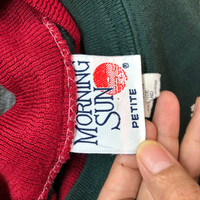 MORNING
SUN
®
PETITE